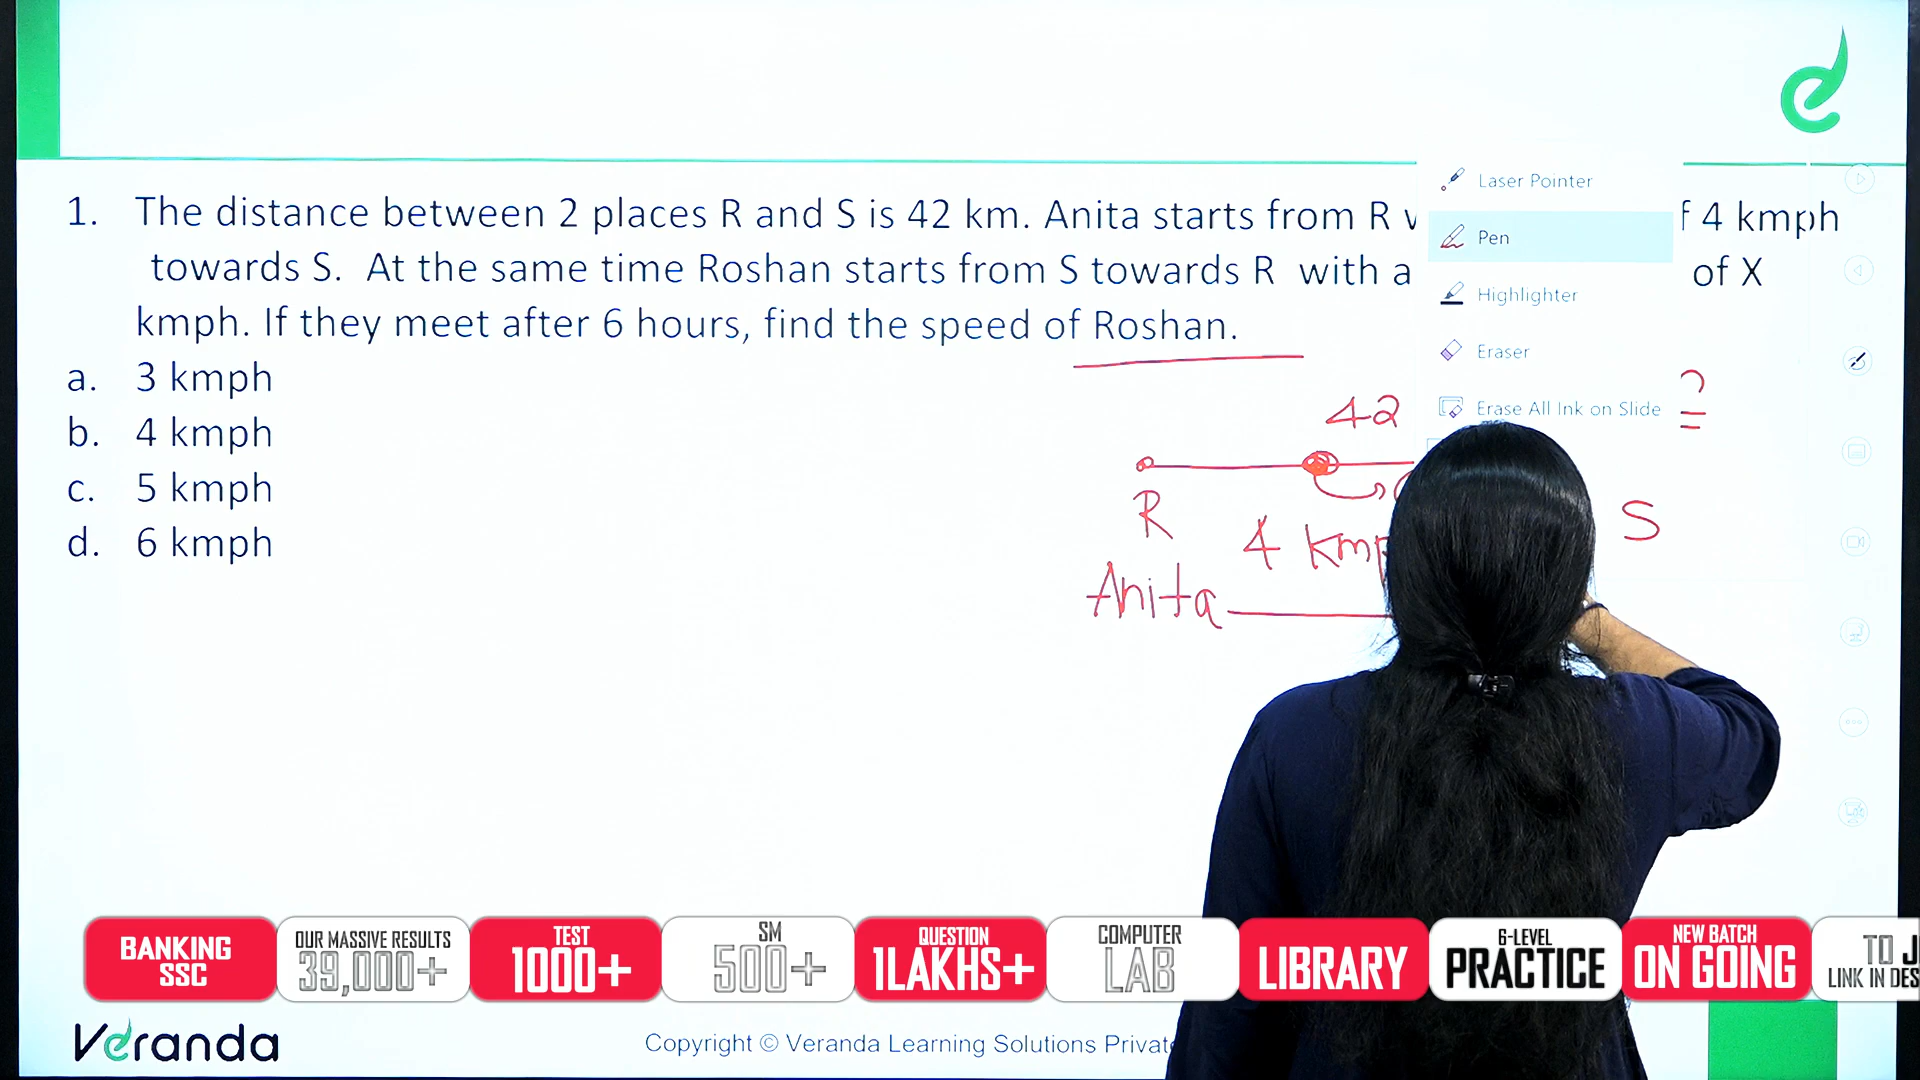 1. The distance between 2 places R and S is 42 km. Anita starts from R f 4 kmph
towards S. At the same time Roshan starts from S towards R with a of X
kmph. If they meet after 6 hours, find the speed of Roshan.
a. 3 kmph
b. 4 kmph
c. 5 kmph
d. 6 kmph
Laser Pointer
Pen
Highlighter
Eraser
Erase All Ink on Slide
42
?
R
S
4 kmp
Anita
BANKING SSC
OUR MASSIVE RESULTS 39,000+
TEST 1000+
SM 500+
QUESTION 1LAKHS+
COMPUTER LAB
LIBRARY
6-LEVEL PRACTICE
NEW BATCH ON GOING
TO J
LINK IN DES
Veranda
Copyright © Veranda Learning Solutions Privat